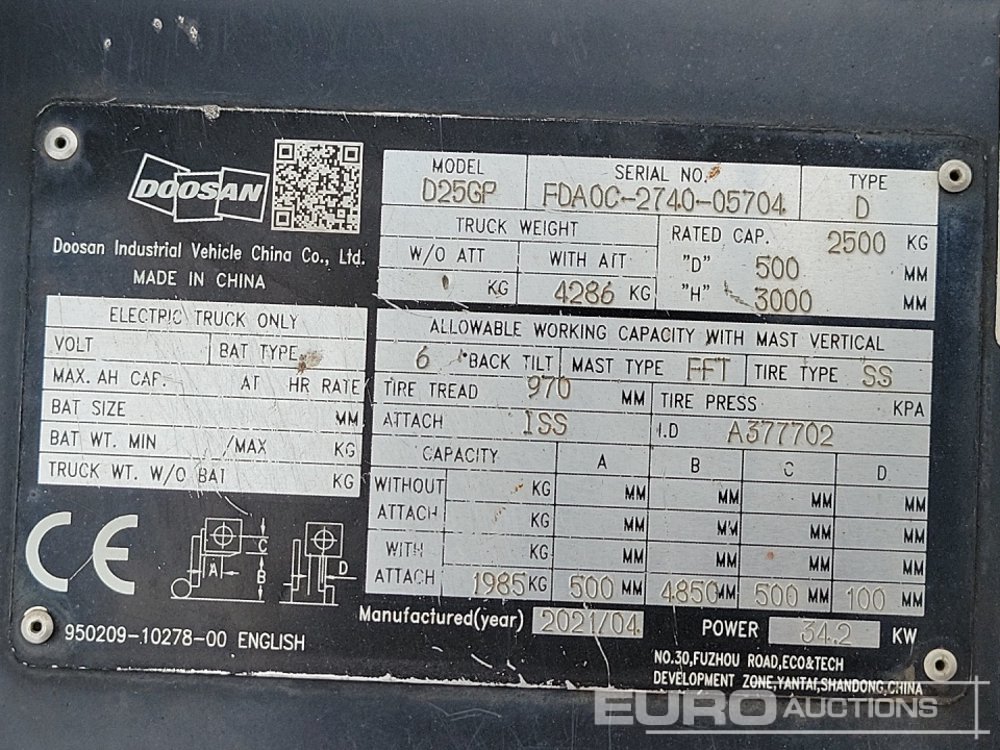 DOOSAN
Doosan Industrial Vehicle China Co., Ltd.
MADE IN CHINA
MODEL SERIAL NO. TYPE
D25GP FDA0C-2740-05704 D
TRUCK WEIGHT
W/O ATT WITH ATT
KG 4286 KG
RATED CAP. 2500 KG
"D" 500 MM
"H" 3000 MM
ELECTRIC TRUCK ONLY
VOLT BAT TYPE
MAX. AH CAP. AT HR RATE
BAT SIZE MM
BAT WT. MIN /MAX KG
TRUCK WT. W/O BAT KG
ALLOWABLE WORKING CAPACITY WITH MAST VERTICAL
6 °BACK TILT MAST TYPE FFT TIRE TYPE SS
TIRE TREAD 970 MM TIRE PRESS KPA
ATTACH ISS I.D A377702
CAPACITY A B C D
WITHOUT KG MM MM MM MM
ATTACH KG MM MM MM MM
WITH KG MM MM MM MM
ATTACH 1985 KG 500 MM 4850 MM 500 MM 100 MM
CE
C
A B D
950209-10278-00 ENGLISH
Manufactured(year) 2021/04 POWER 34.2 KW
NO.30,FUZHOU ROAD,ECO&TECH
DEVELOPMENT ZONE,YANTAI,SHANDONG,CHINA
EURO AUCTIONS